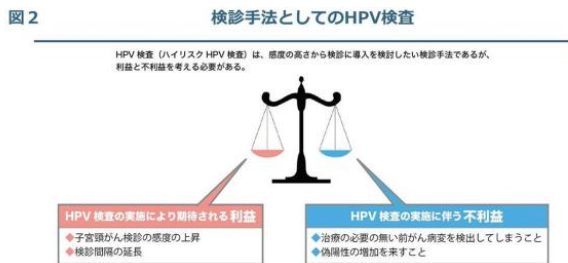 図2
検診手法としてのHPV検査
HPV 検査(ハイリスク HPV 検査)は、感度の高さから検診に導入を検討したい検診手法であるが、
利益と不利益を考える必要がある。
HPV 検査の実施により期待される利益
◆子宮頸がん検診の感度の上昇
◆検診間隔の延長
HPV 検査の実施に伴う不利益
◆治療の必要の無い前がん病変を検出してしまうこと
◆偽陽性の増加を来すこと